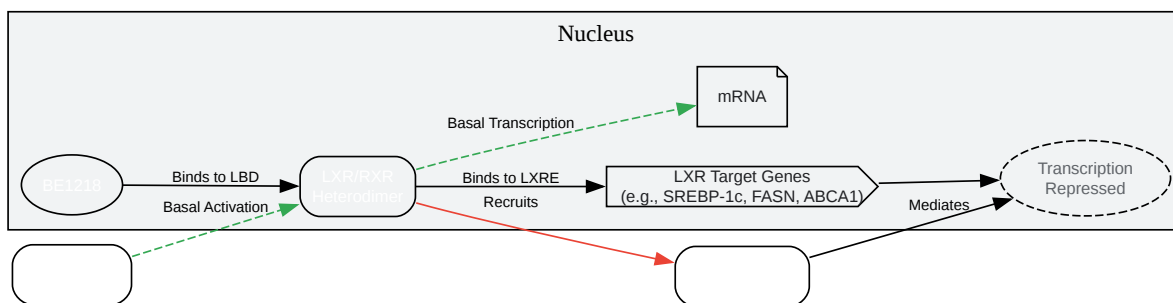 Nucleus
mRNA
Basal Transcription
BE1218
Binds to LBD
LXR/RXR
Heterodimer
Binds to LXRE
Recruits
LXR Target Genes
(e.g., SREBP-1c, FASN, ABCA1)
Transcription
Repressed
Basal Activation
Mediates